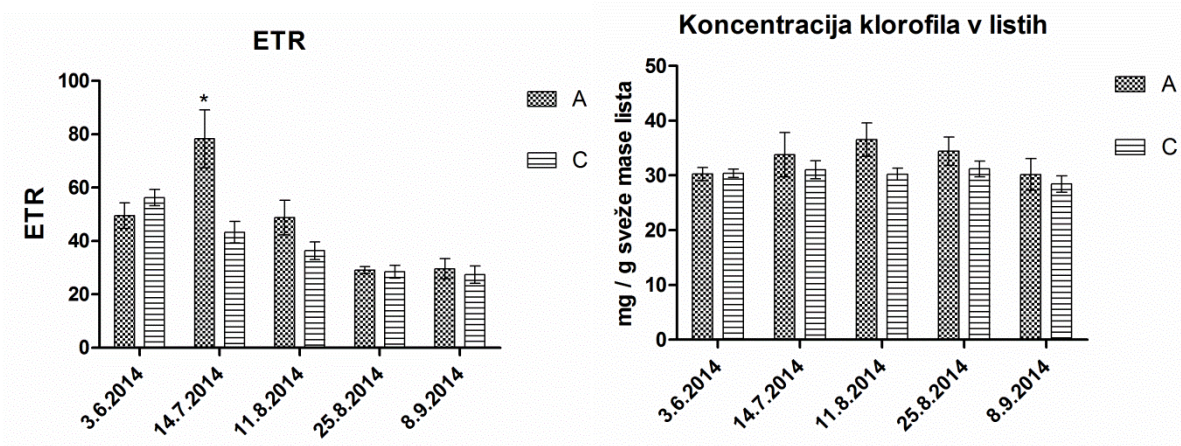 ETR
A
C
*
100
80
60
40
20
0
ETR
3.6.2014
14.7.2014
11.8.2014
25.8.2014
8.9.2014
Koncentracija klorofila v listih
A
C
50
40
30
20
10
0
mg / g sveže mase lista
3.6.2014
14.7.2014
11.8.2014
25.8.2014
8.9.2014